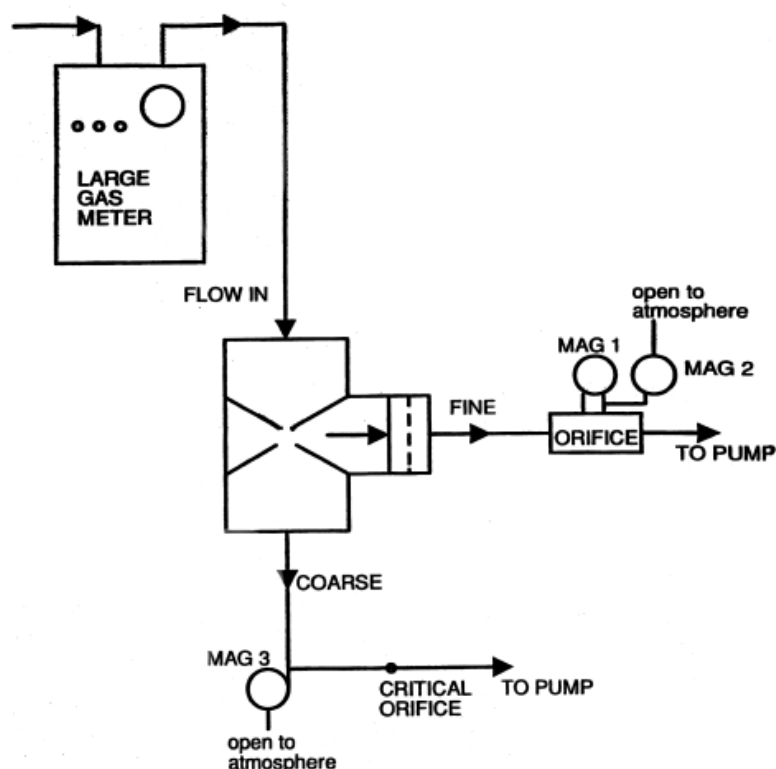 LARGE
GAS
METER
FLOW IN
open to
atmosphere
MAG 1
MAG 2
FINE
ORIFICE
TO PUMP
COARSE
MAG 3
CRITICAL
ORIFICE
TO PUMP
open to
atmosphere